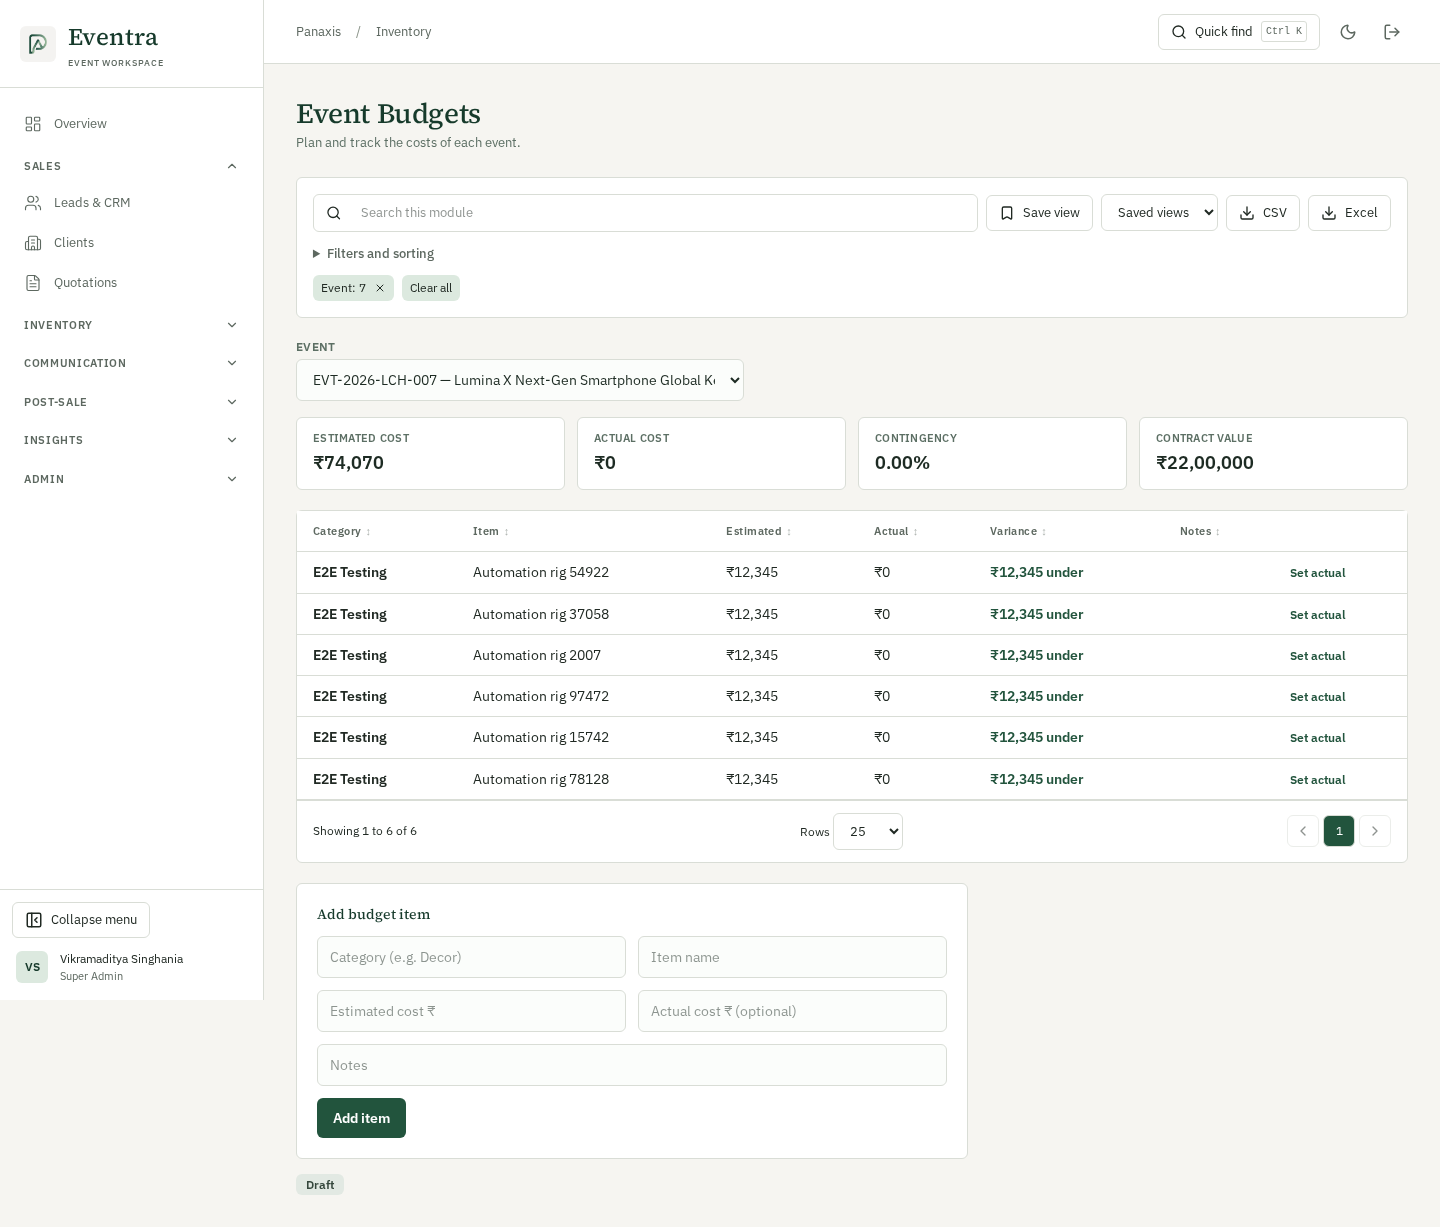 Eventra
EVENT WORKSPACE
Overview
SALES
Leads & CRM
Clients
Quotations
INVENTORY
COMMUNICATION
POST-SALE
INSIGHTS
ADMIN
Collapse menu
VS
Vikramaditya Singhania
Super Admin
Panaxis / Inventory
Quick find Ctrl K
Event Budgets
Plan and track the costs of each event.
Search this module
Save view
Saved views
CSV
Excel
Filters and sorting
Event: 7 ×
Clear all
EVENT
EVT-2026-LCH-007 — Lumina X Next-Gen Smartphone Global
ESTIMATED COST
₹74,070
ACTUAL COST
₹0
CONTINGENCY
0.00%
CONTRACT VALUE
₹22,00,000
Category ↕ Item ↕ Estimated ↕ Actual ↕ Variance ↕ Notes ↕
E2E Testing Automation rig 54922 ₹12,345 ₹0 ₹12,345 under Set actual
E2E Testing Automation rig 37058 ₹12,345 ₹0 ₹12,345 under Set actual
E2E Testing Automation rig 2007 ₹12,345 ₹0 ₹12,345 under Set actual
E2E Testing Automation rig 97472 ₹12,345 ₹0 ₹12,345 under Set actual
E2E Testing Automation rig 15742 ₹12,345 ₹0 ₹12,345 under Set actual
E2E Testing Automation rig 78128 ₹12,345 ₹0 ₹12,345 under Set actual
Showing 1 to 6 of 6 Rows 25 1
Add budget item
Category (e.g. Decor) Item name
Estimated cost ₹ Actual cost ₹ (optional)
Notes
Add item
Draft